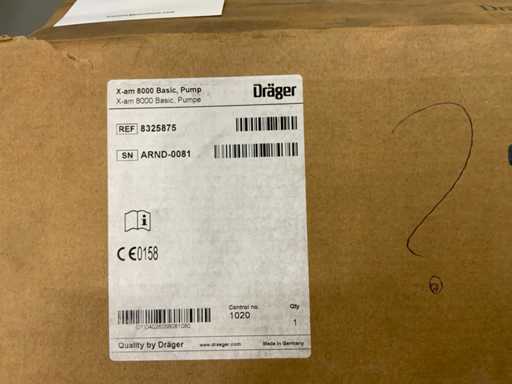 X-am 8000 Basic, Pump
X-am 8000 Basic, Pumpe
Dräger
REF 8325875
SN ARND-0081
i
CE0158
Control no. Qty
1020 1
Quality by Dräger www.draeger.com Made in Germany
?